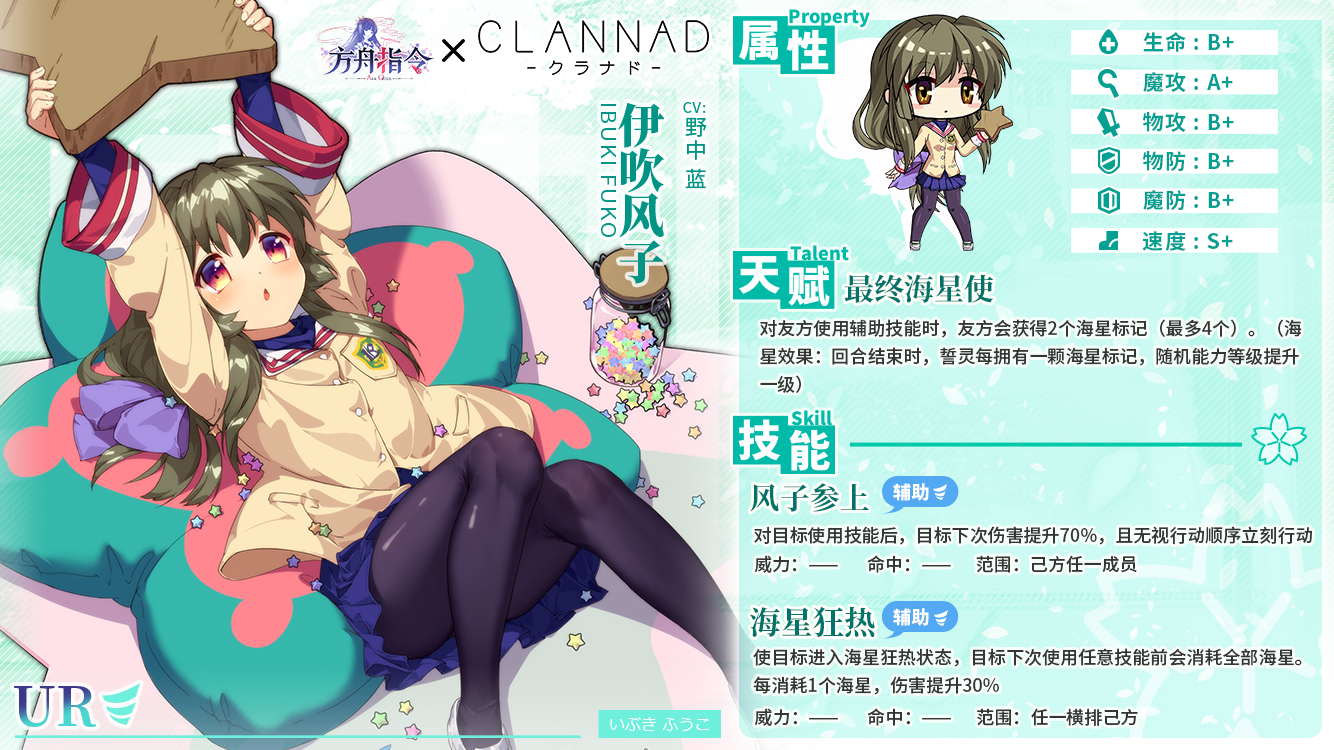 方舟指令
Ark Order
×
CLANNAD
-クラナド-
CV:野中 蓝
伊吹风子
IBUKI FUKO
UR
いぶき ふうこ
属性
Property
生命：B+
魔攻：A+
物攻：B+
物防：B+
魔防：B+
速度：S+
天赋
Talent
最终海星使
对友方使用辅助技能时，友方会获得2个海星标记（最多4个）。（海
星效果：回合结束时，誓灵每拥有一颗海星标记，随机能力等级提升
一级）
技能
Skill
风子参上
辅助
对目标使用技能后，目标下次伤害提升70%，且无视行动顺序立刻行动
威力：—— 命中：—— 范围：己方任一成员
海星狂热
辅助
使目标进入海星狂热状态，目标下次使用任意技能前会消耗全部海星。
每消耗1个海星，伤害提升30%
威力：—— 命中：—— 范围：任一横排己方